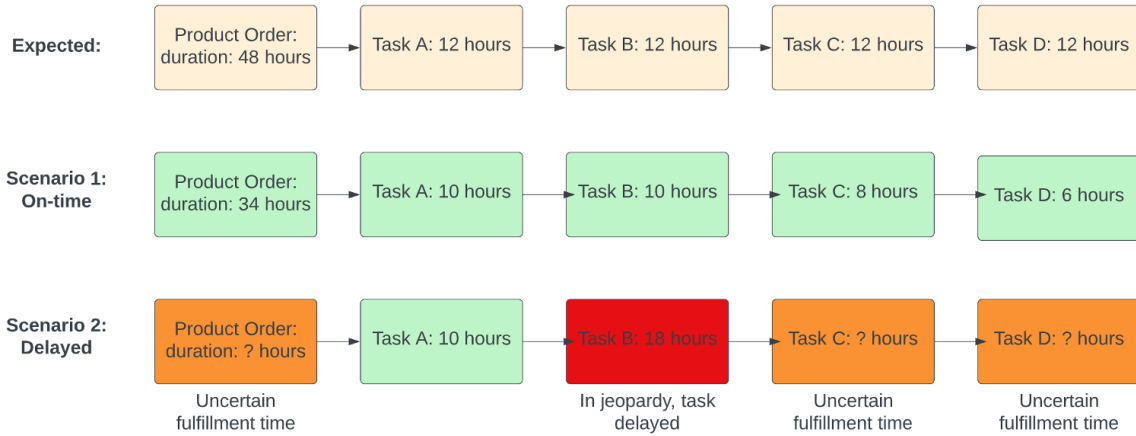 Expected:
Product Order:
duration: 48 hours
Task A: 12 hours
Task B: 12 hours
Task C: 12 hours
Task D: 12 hours
Scenario 1:
On-time
Product Order:
duration: 34 hours
Task A: 10 hours
Task B: 10 hours
Task C: 8 hours
Task D: 6 hours
Scenario 2:
Delayed
Product Order:
duration: ? hours
Task A: 10 hours
Task B: 18 hours
Task C: ? hours
Task D: ? hours
Uncertain
fulfillment time
In jeopardy, task
delayed
Uncertain
fulfillment time
Uncertain
fulfillment time